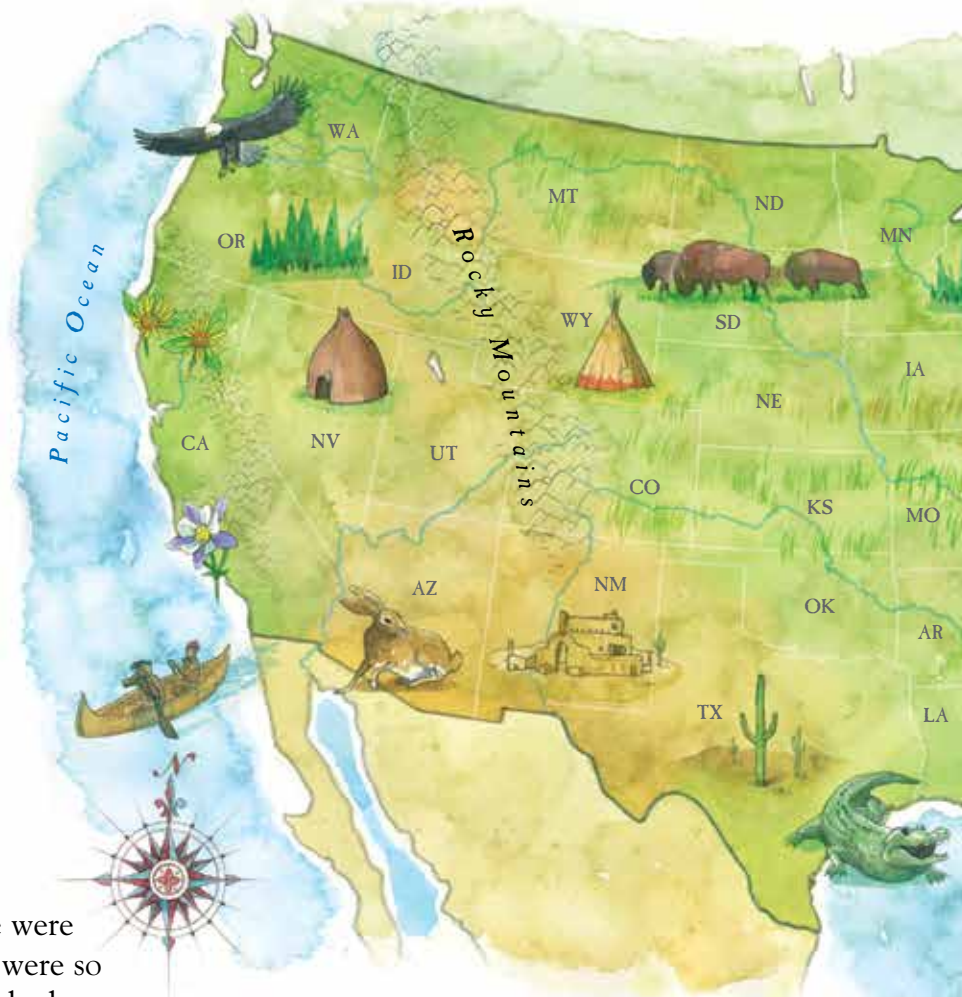 WA
MT
ND
MN
OR
ID
Rocky Mountains
Pacific Ocean
WY
SD
IA
NE
CA
NV
UT
CO
KS
MO
AZ
NM
OK
AR
TX
LA
N
were
were so